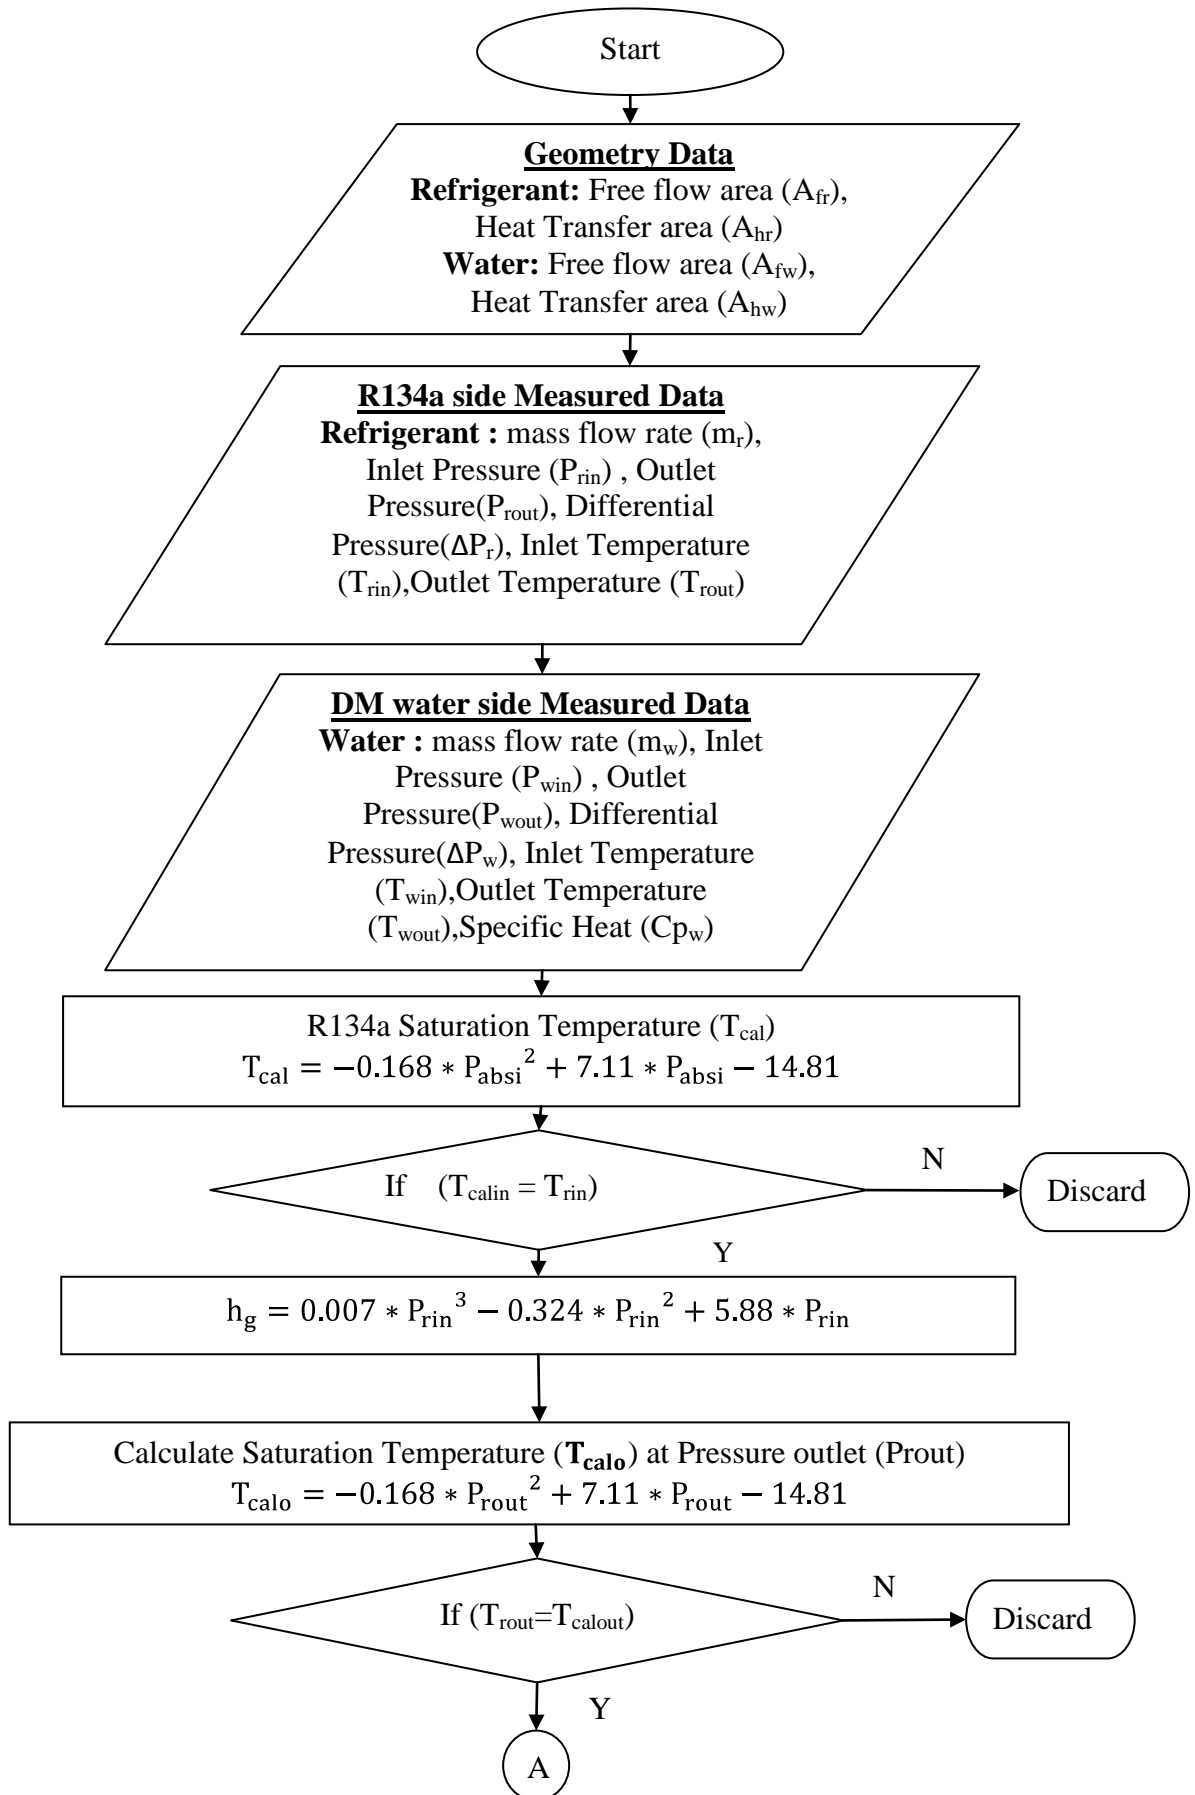 Start
Geometry Data
Refrigerant: Free flow area (Afr),
Heat Transfer area (Ahr)
Water: Free flow area (Afw),
Heat Transfer area (Ahw)
R134a side Measured Data
Refrigerant : mass flow rate (mr),
Inlet Pressure (Prin) , Outlet
Pressure(Prout), Differential
Pressure(ΔPr), Inlet Temperature
(Trin),Outlet Temperature (Trout)
DM water side Measured Data
Water : mass flow rate (mw), Inlet
Pressure (Pwin) , Outlet
Pressure(Pwout), Differential
Pressure(ΔPw), Inlet Temperature
(Twin),Outlet Temperature
(Twout),Specific Heat (Cpw)
R134a Saturation Temperature (Tcal)
Tcal = −0.168 ∗ Pabsi² + 7.11 ∗ Pabsi − 14.81
If (Tcalin = Trin)
N
Discard
Y
hg = 0.007 ∗ Prin³ − 0.324 ∗ Prin² + 5.88 ∗ Prin
Calculate Saturation Temperature (Tcalo) at Pressure outlet (Prout)
Tcalo = −0.168 ∗ Prout² + 7.11 ∗ Prout − 14.81
If (Trout=Tcalout)
N
Discard
Y
A